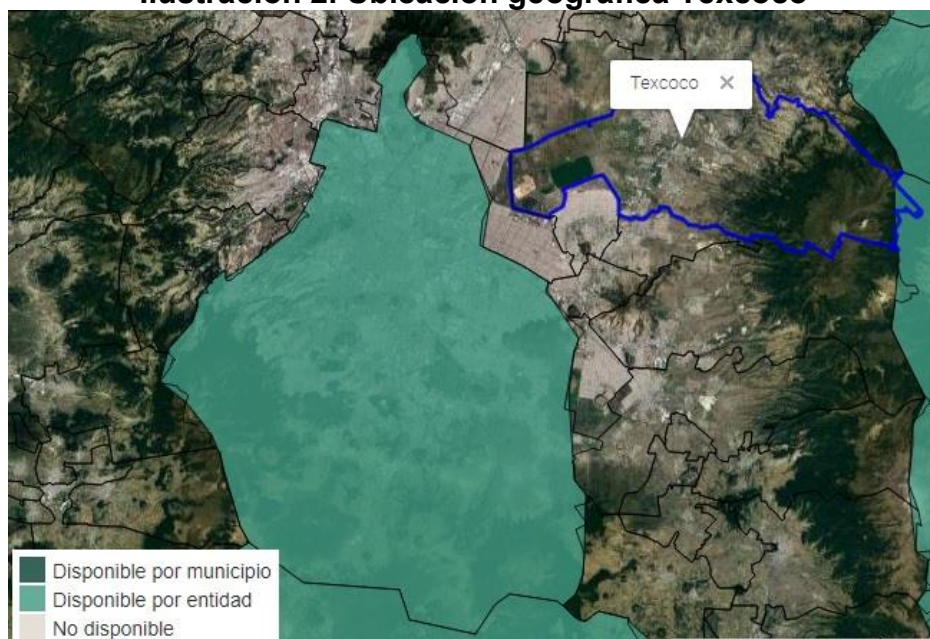 Ilustración 2. Ubicación geográfica Texcoco
Texcoco ×
Disponible por municipio
Disponible por entidad
No disponible